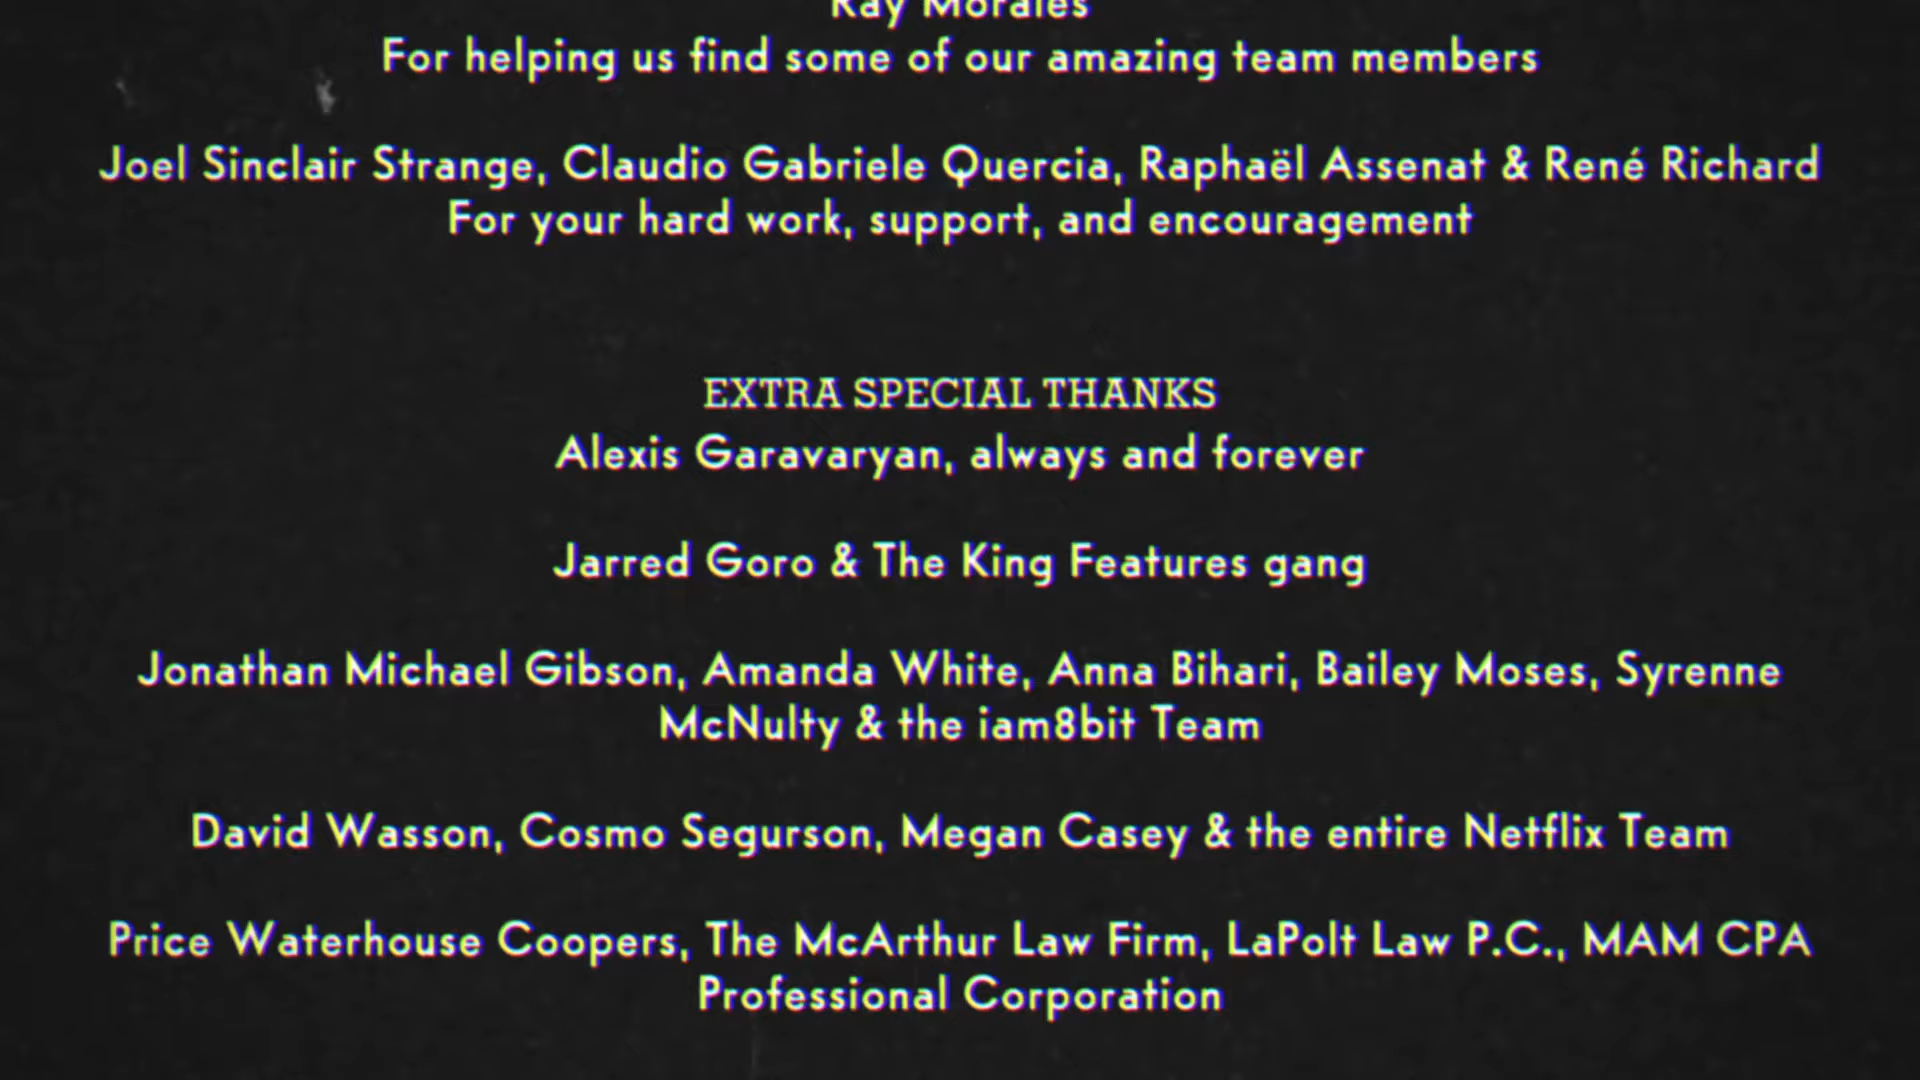 Ray Morales
For helping us find some of our amazing team members
Joel Sinclair Strange, Claudio Gabriele Quercia, Raphaël Assenat & René Richard
For your hard work, support, and encouragement
EXTRA SPECIAL THANKS
Alexis Garavaryan, always and forever
Jarred Goro & The King Features gang
Jonathan Michael Gibson, Amanda White, Anna Bihari, Bailey Moses, Syrenne
McNulty & the iam8bit Team
David Wasson, Cosmo Segurson, Megan Casey & the entire Netflix Team
Price Waterhouse Coopers, The McArthur Law Firm, LaPolt Law P.C., MAM CPA
Professional Corporation